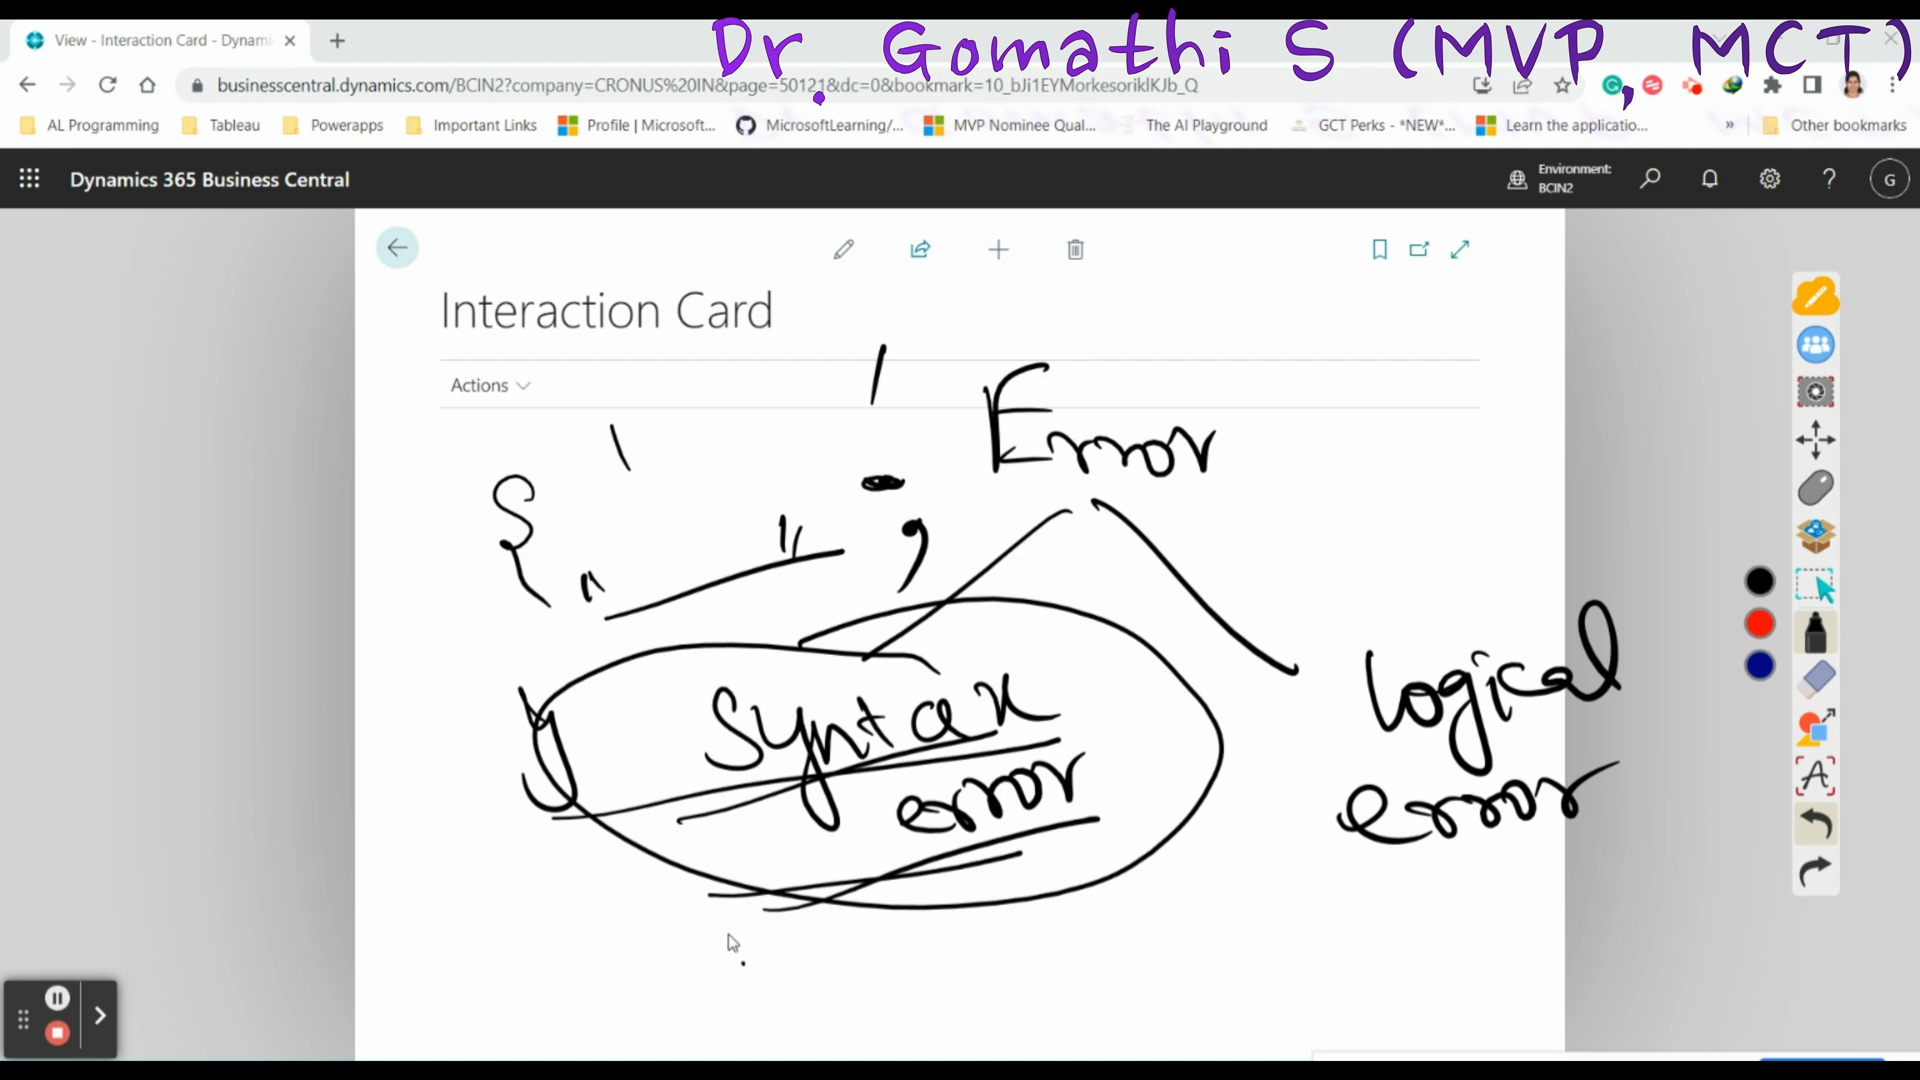 Dr. Gomathi S (MVP, MCT)
View - Interaction Card - Dynami
businesscentral.dynamics.com/BCIN2?company=CRONUS%20IN&page=50121&dc=0&bookmark=10_bJi1EYMorkesoriklKJb_Q
AL Programming Tableau Powerapps Important Links Profile | Microsoft... MicrosoftLearning/... MVP Nominee Qual... The AI Playground GCT Perks - *NEW*... Learn the applicatio... » Other bookmarks
Dynamics 365 Business Central
Environment:
BCIN2
G
Interaction Card
Actions
Error
" " ;
Syntax
error
logical
error